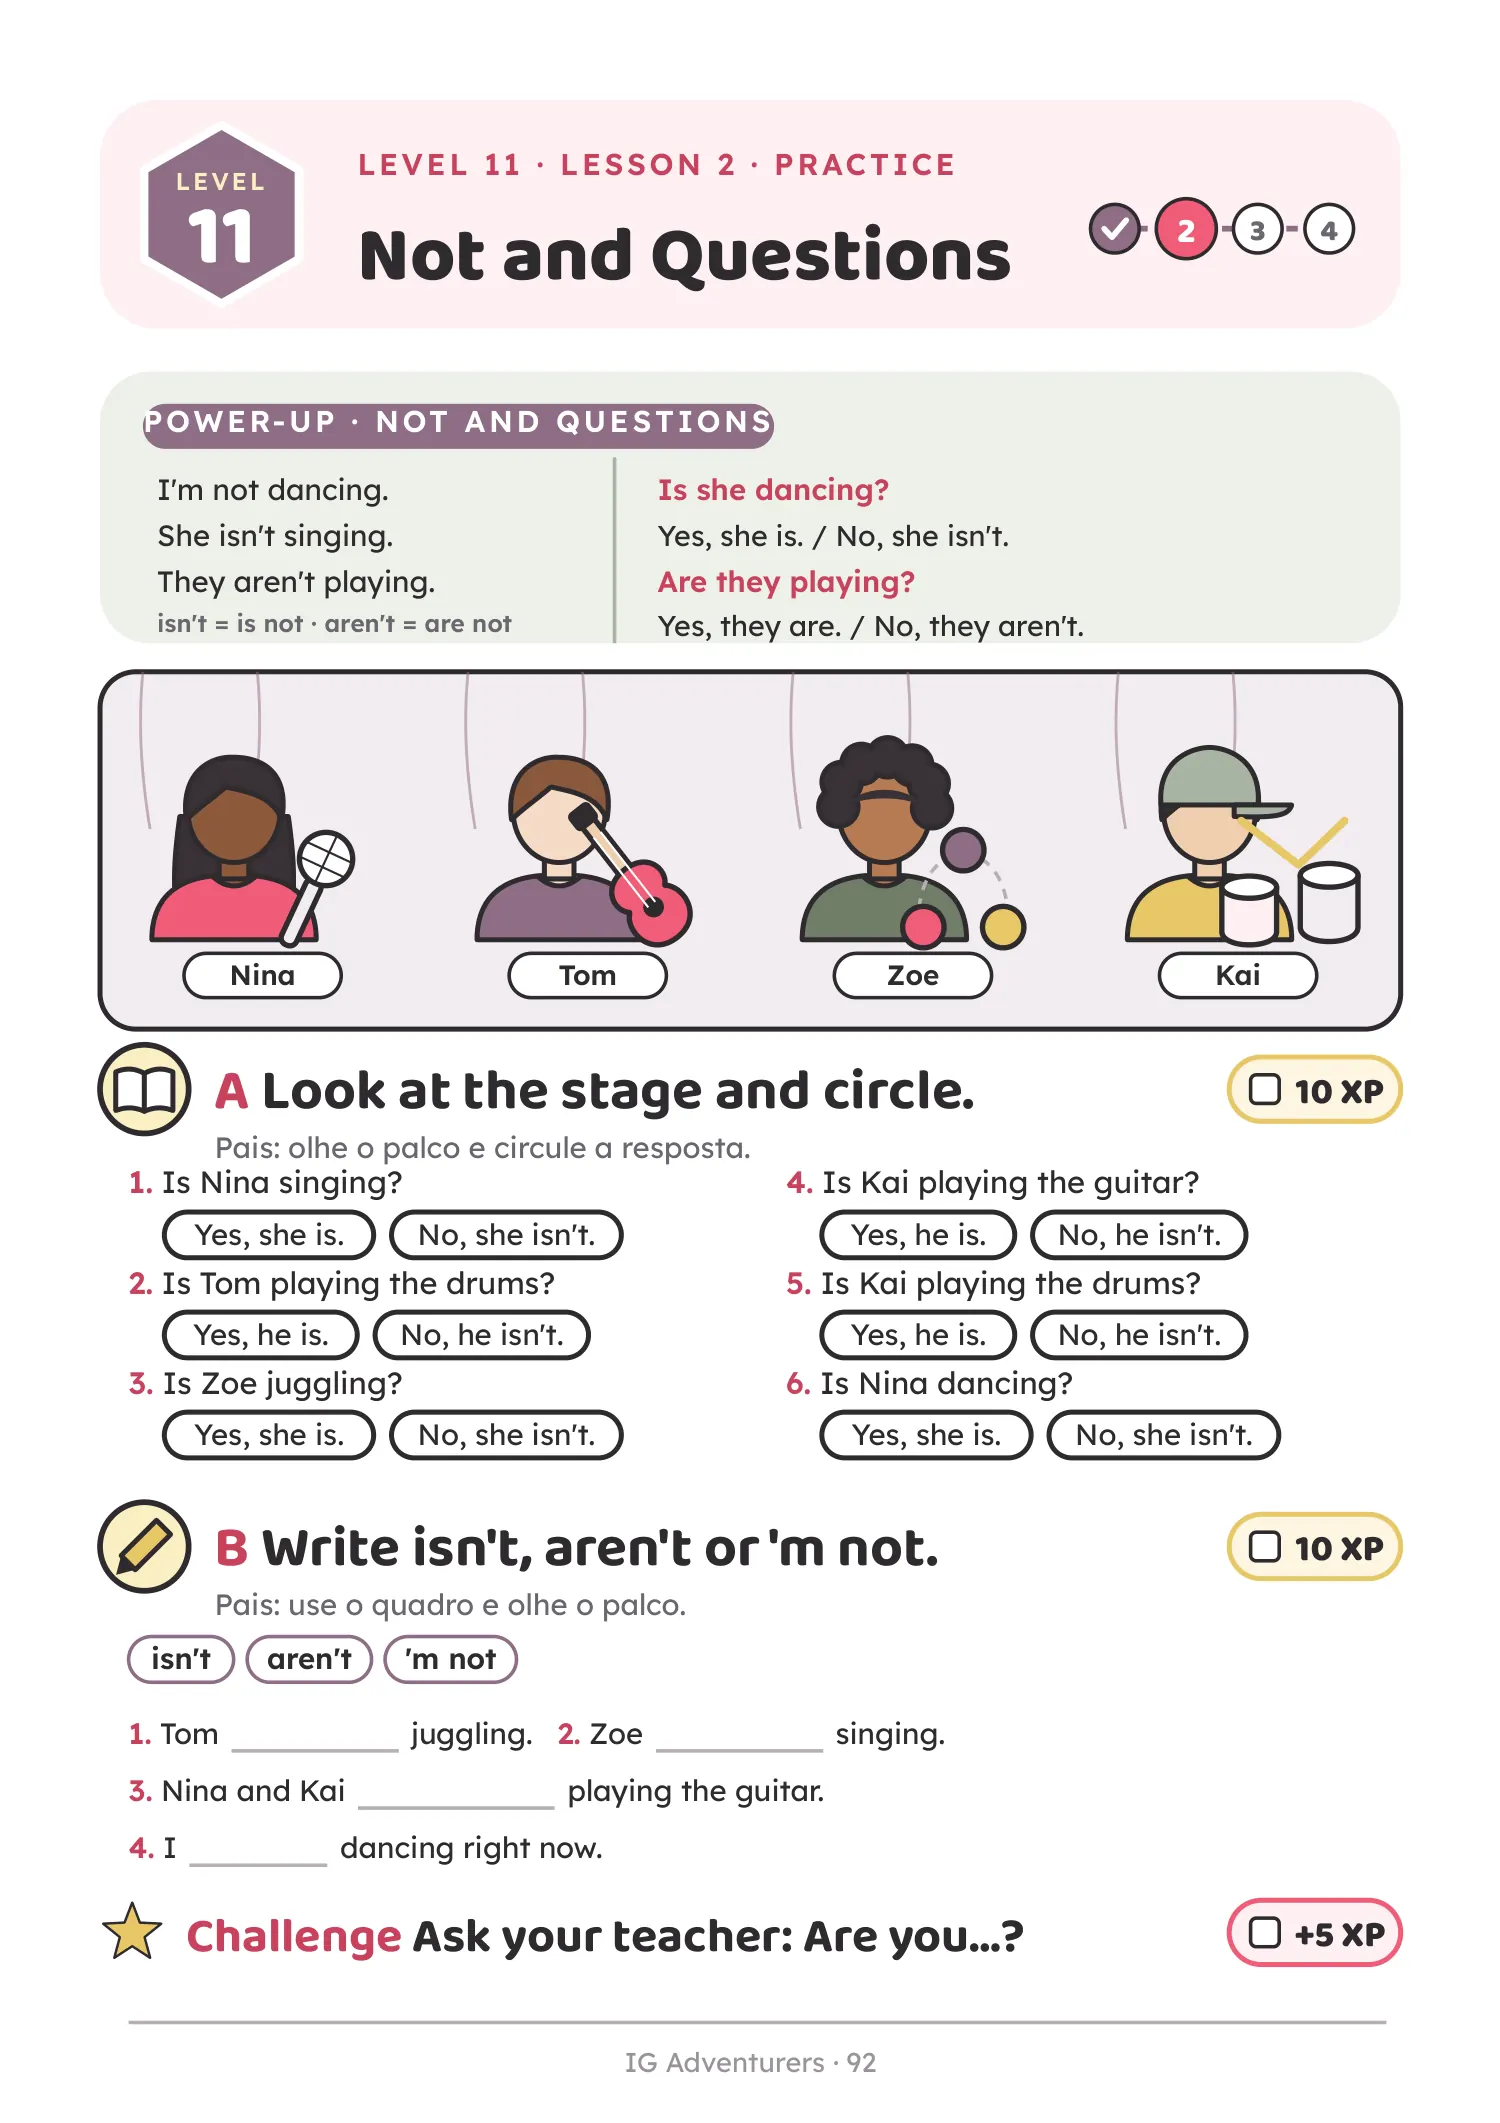 LEVEL
11
LEVEL 11 · LESSON 2 · PRACTICE
Not and Questions
2
3
4
POWER-UP · NOT AND QUESTIONS
I'm not dancing.
She isn't singing.
They aren't playing.
isn't = is not · aren't = are not
Is she dancing?
Yes, she is. / No, she isn't.
Are they playing?
Yes, they are. / No, they aren't.
Nina
Tom
Zoe
Kai
A Look at the stage and circle.
10 XP
Pais: olhe o palco e circule a resposta.
1. Is Nina singing?
Yes, she is. No, she isn't.
2. Is Tom playing the drums?
Yes, he is. No, he isn't.
3. Is Zoe juggling?
Yes, she is. No, she isn't.
4. Is Kai playing the guitar?
Yes, he is. No, he isn't.
5. Is Kai playing the drums?
Yes, he is. No, he isn't.
6. Is Nina dancing?
Yes, she is. No, she isn't.
B Write isn't, aren't or 'm not.
10 XP
Pais: use o quadro e olhe o palco.
isn't aren't 'm not
1. Tom ____ juggling. 2. Zoe ____ singing.
3. Nina and Kai ____ playing the guitar.
4. I ____ dancing right now.
Challenge Ask your teacher: Are you...?
+5 XP
IG Adventurers · 92